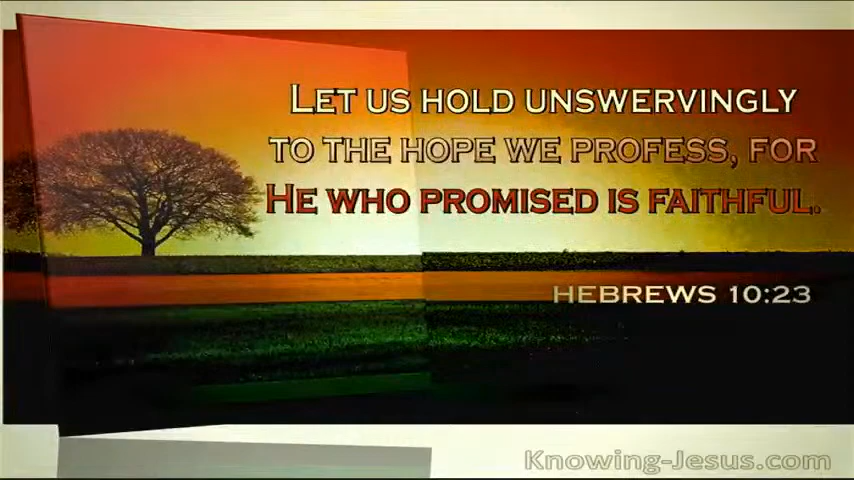 LET US HOLD UNSWERVINGLY
TO THE HOPE WE PROFESS, FOR
HE WHO PROMISED IS FAITHFUL.
HEBREWS 10:23
Knowing-Jesus.com